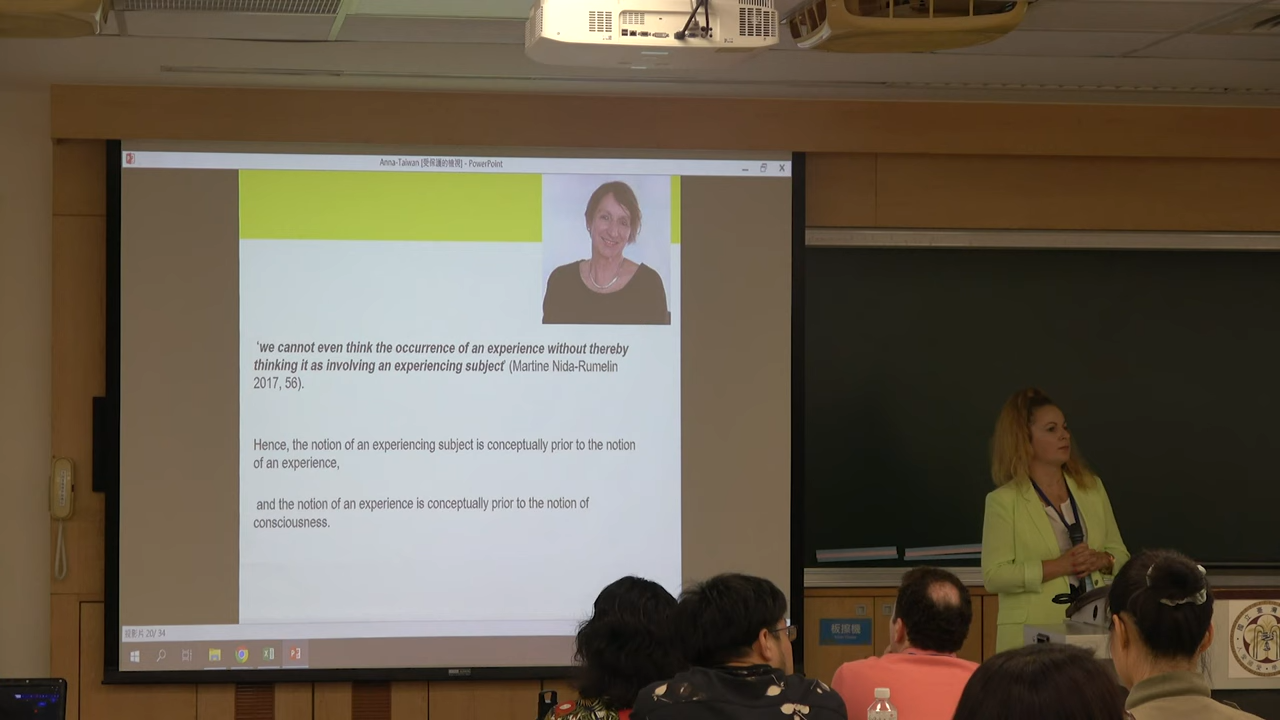 Anna-Taiwan [受保護的檢視] - PowerPoint
'we cannot even think the occurrence of an experience without thereby
thinking it as involving an experiencing subject' (Martine Nida-Rumelin
2017, 56).
Hence, the notion of an experiencing subject is conceptually prior to the notion
of an experience,
and the notion of an experience is conceptually prior to the notion of
consciousness.
投影片 20/ 34
板擦機